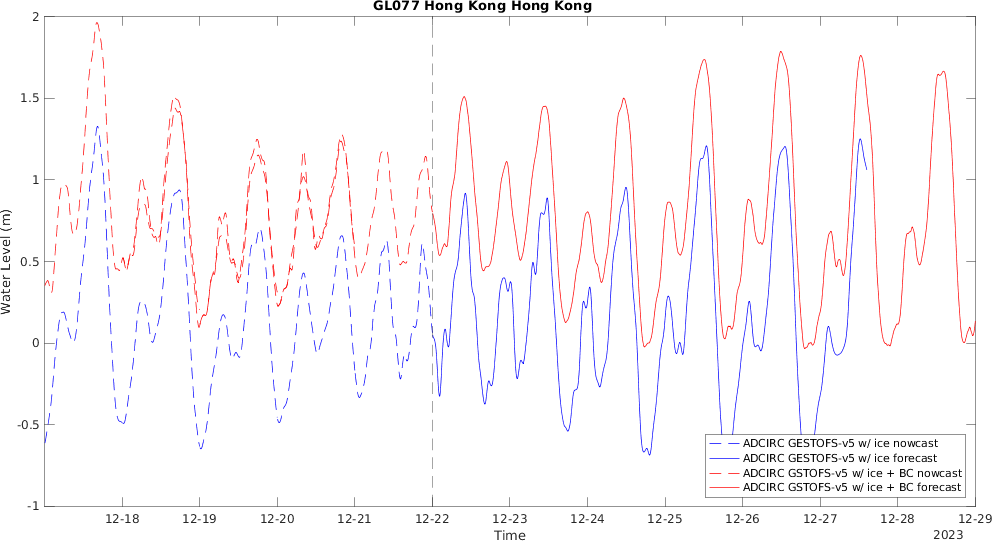 GL077 Hong Kong Hong Kong
2
1.5
1
0.5
0
-0.5
-1
Water Level (m)
ADCIRC GESTOFS-v5 w/ ice nowcast
ADCIRC GESTOFS-v5 w/ ice forecast
ADCIRC GSTOFS-v5 w/ ice + BC nowcast
ADCIRC GSTOFS-v5 w/ ice + BC forecast
12-18 12-19 12-20 12-21 12-22 12-23 12-24 12-25 12-26 12-27 12-28 12-29
Time
2023